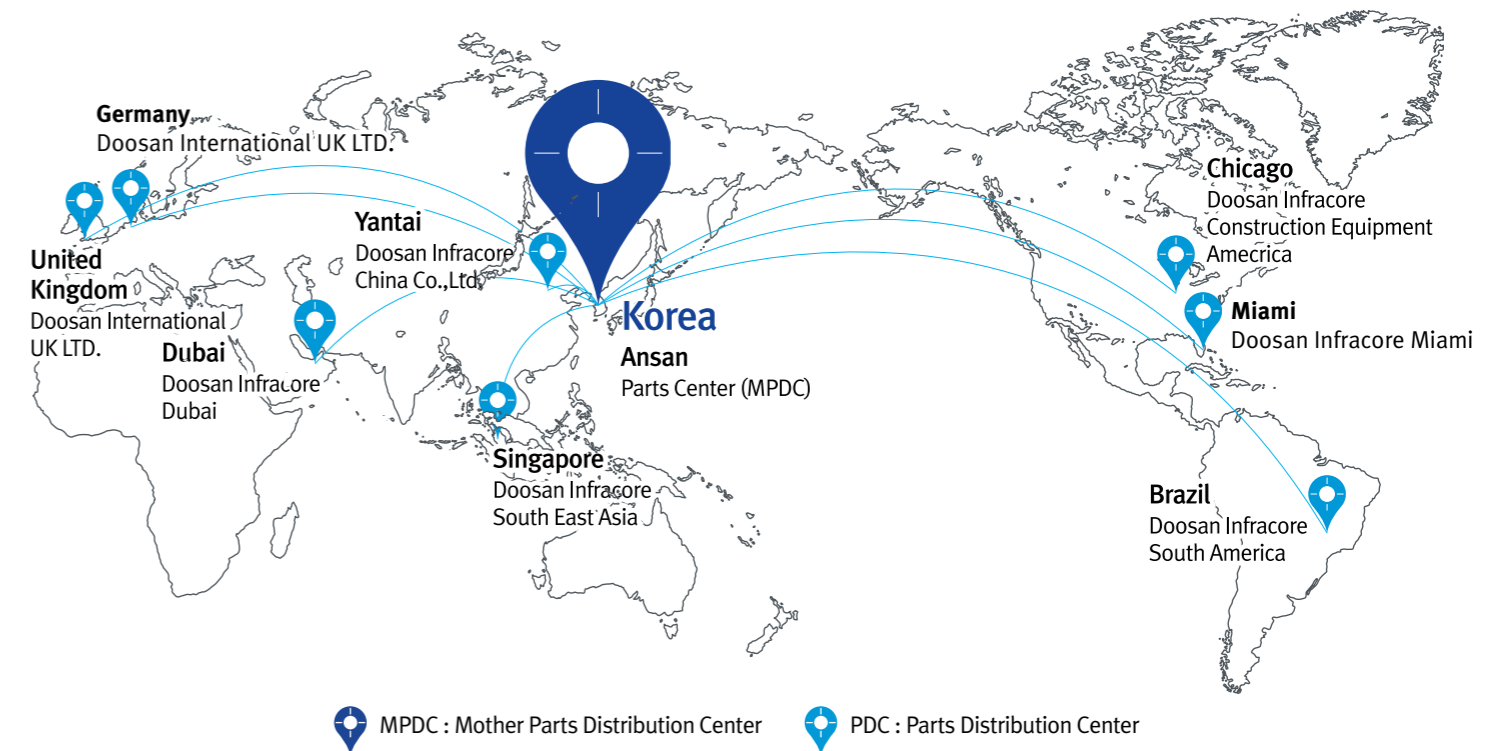 Germany
Doosan International UK LTD.
United
Kingdom
Doosan International
UK LTD.
Yantai
Doosan Infracore
China Co.,Ltd.
Dubai
Doosan Infracore
Dubai
Korea
Ansan
Parts Center (MPDC)
Singapore
Doosan Infracore
South East Asia
Chicago
Doosan Infracore
Construction Equipment
Amecrica
Miami
Doosan Infracore Miami
Brazil
Doosan Infracore
South America
MPDC : Mother Parts Distribution Center
PDC : Parts Distribution Center